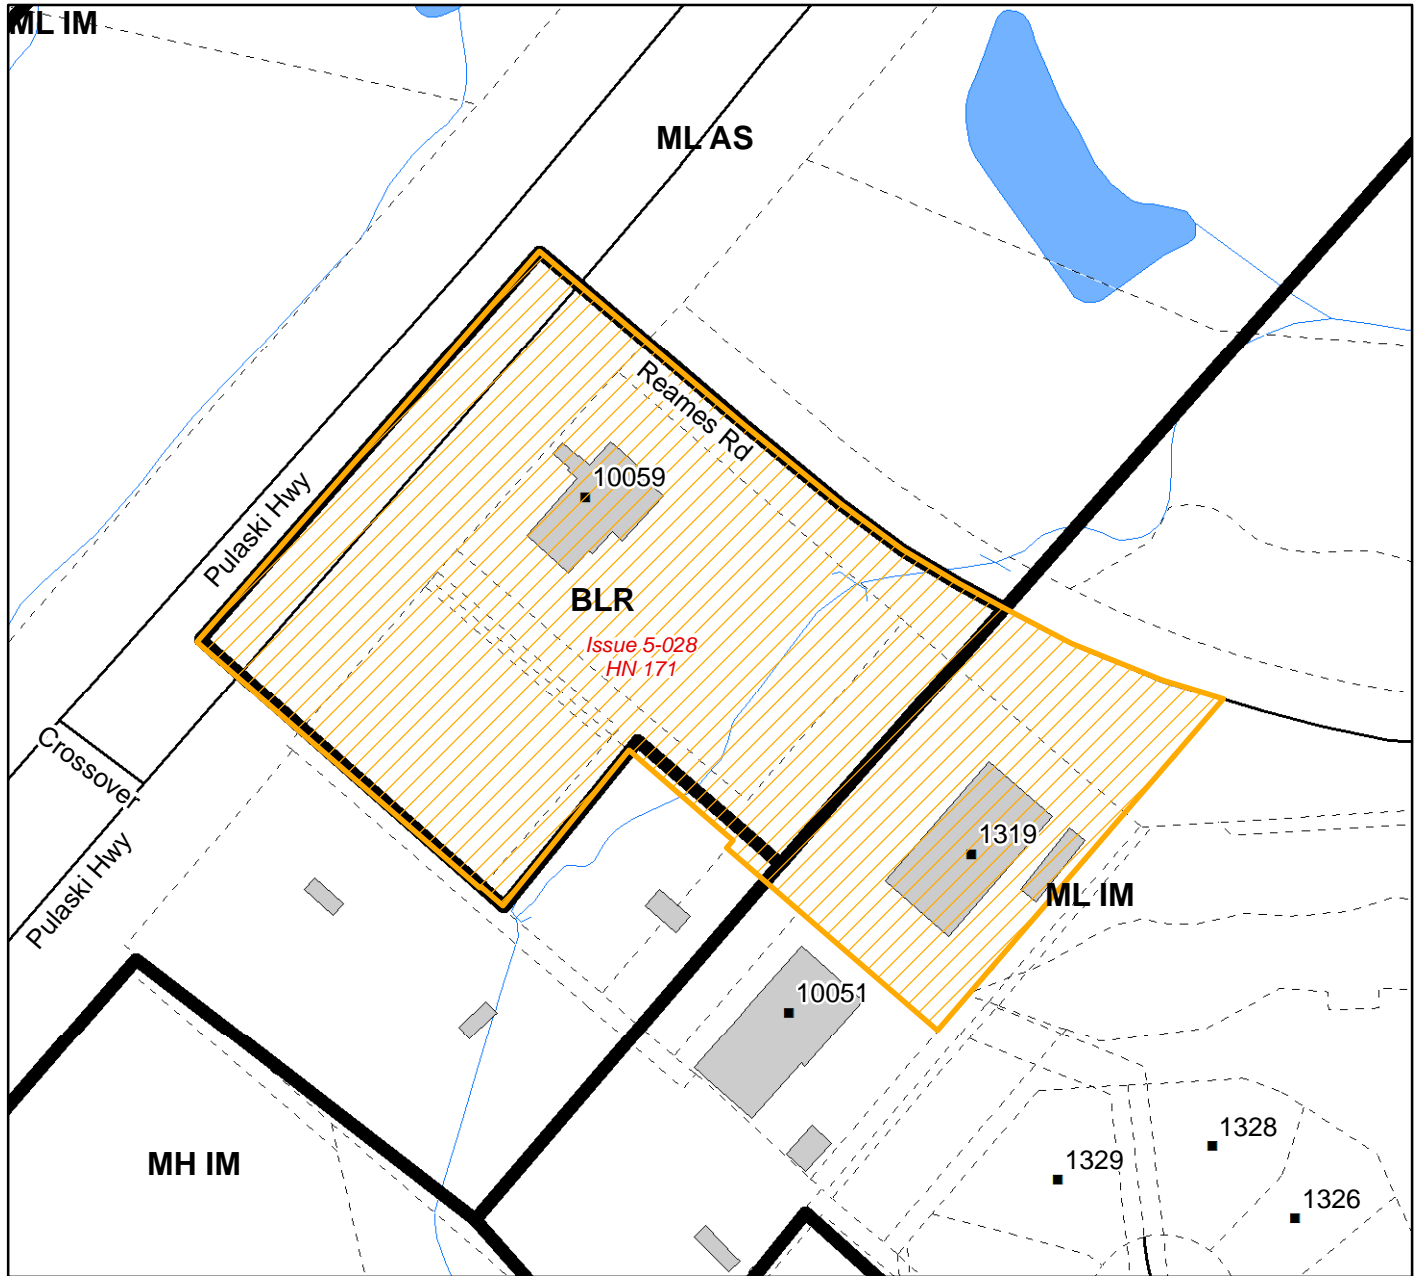 ML IM
ML AS
Reames Rd
10059
Pulaski Hwy
BLR
Issue 5-028
HN 171
Crossover
1319
Pulaski Hwy
ML IM
10051
1328
MH IM
1329
1326